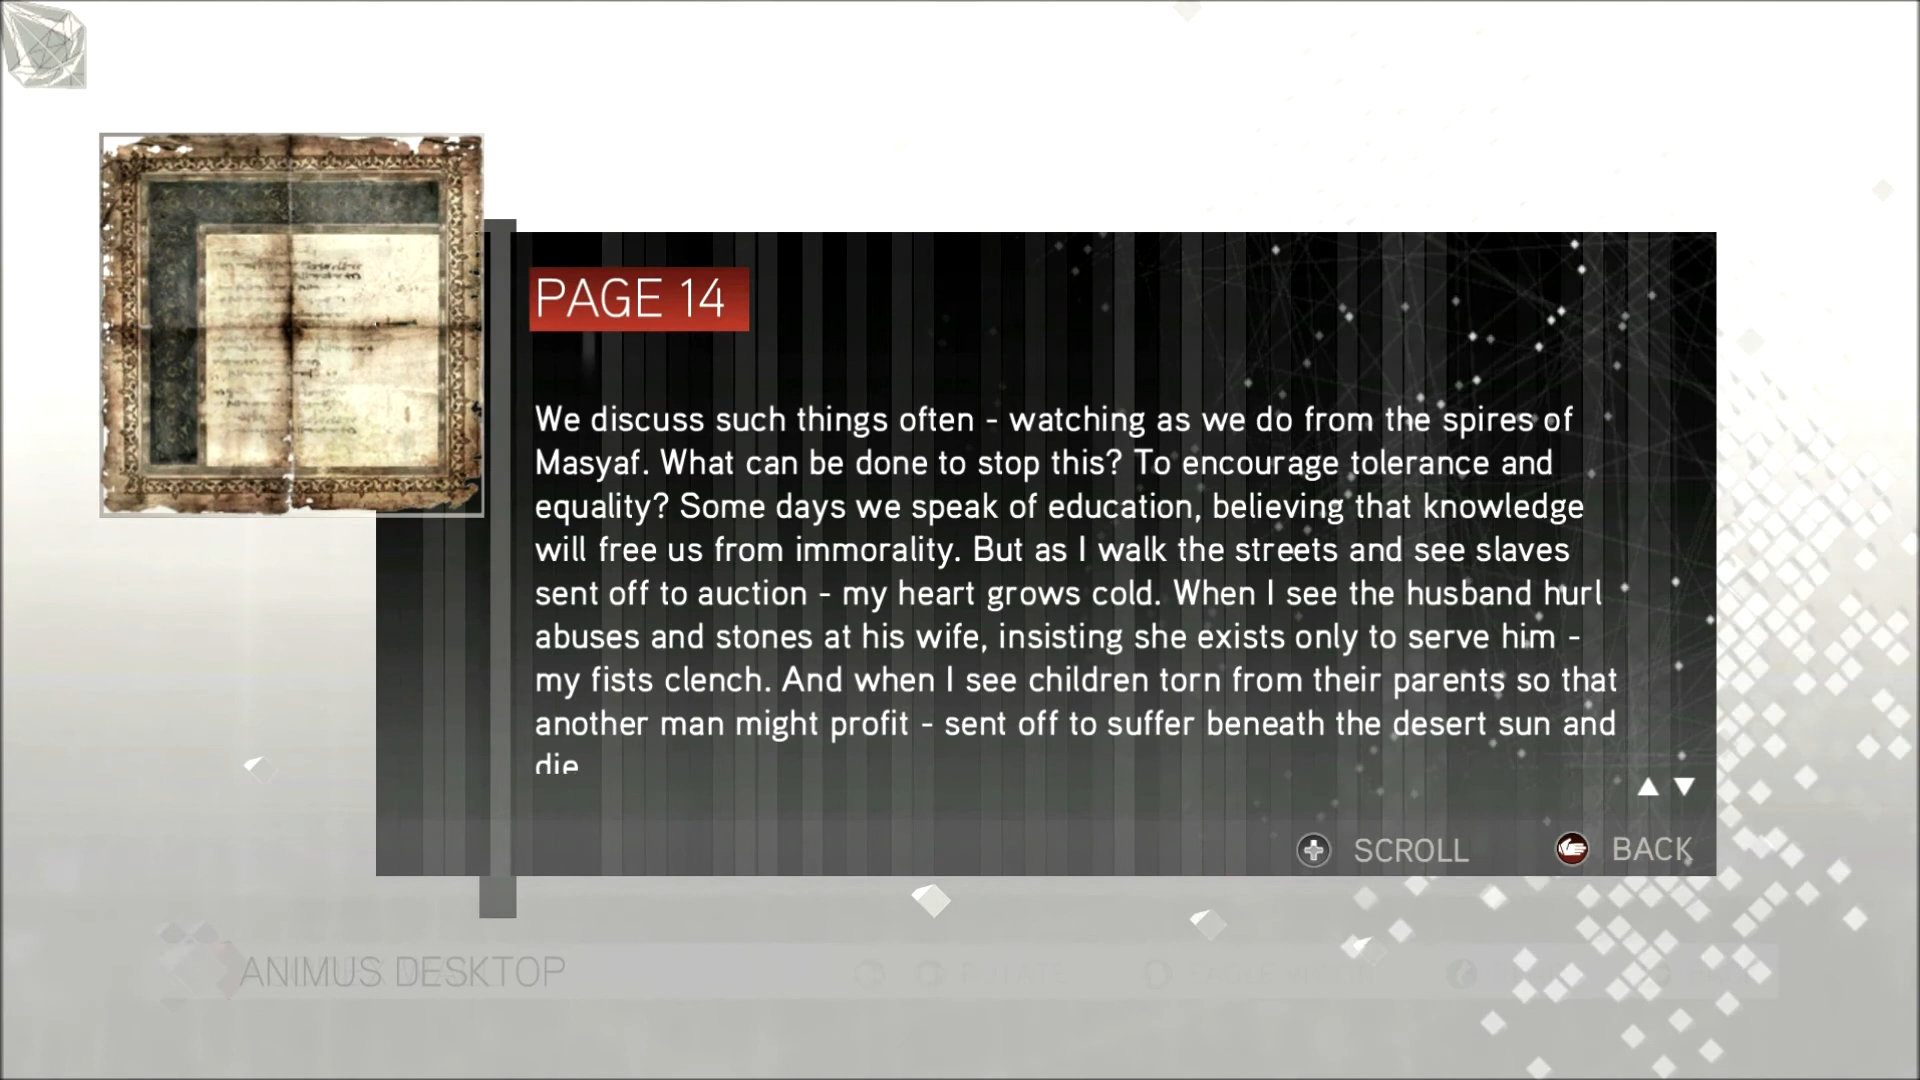 PAGE 14
We discuss such things often - watching as we do from the spires of
Masyaf. What can be done to stop this? To encourage tolerance and
equality? Some days we speak of education, believing that knowledge
will free us from immorality. But as I walk the streets and see slaves
sent off to auction - my heart grows cold. When I see the husband hurl
abuses and stones at his wife, insisting she exists only to serve him -
my fists clench. And when I see children torn from their parents so that
another man might profit - sent off to suffer beneath the desert sun and
die
SCROLL
BACK
ANIMUS DESKTOP